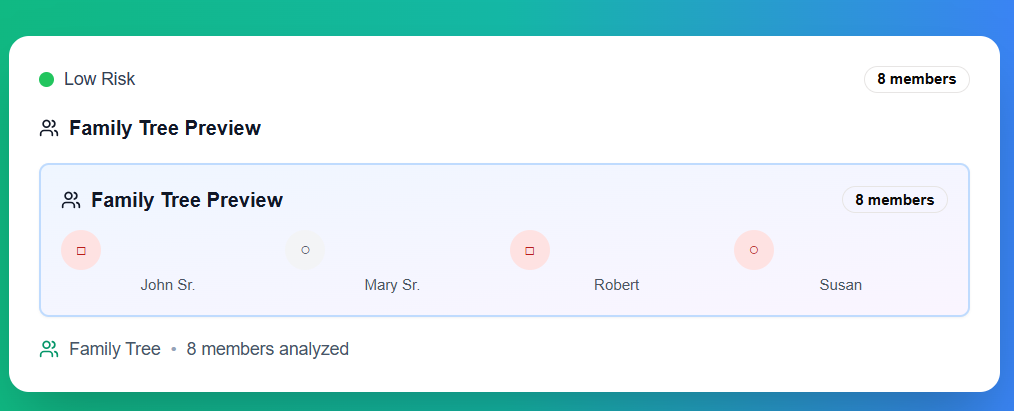 Low Risk 8 members
Family Tree Preview
Family Tree Preview 8 members
John Sr. Mary Sr. Robert Susan
Family Tree • 8 members analyzed